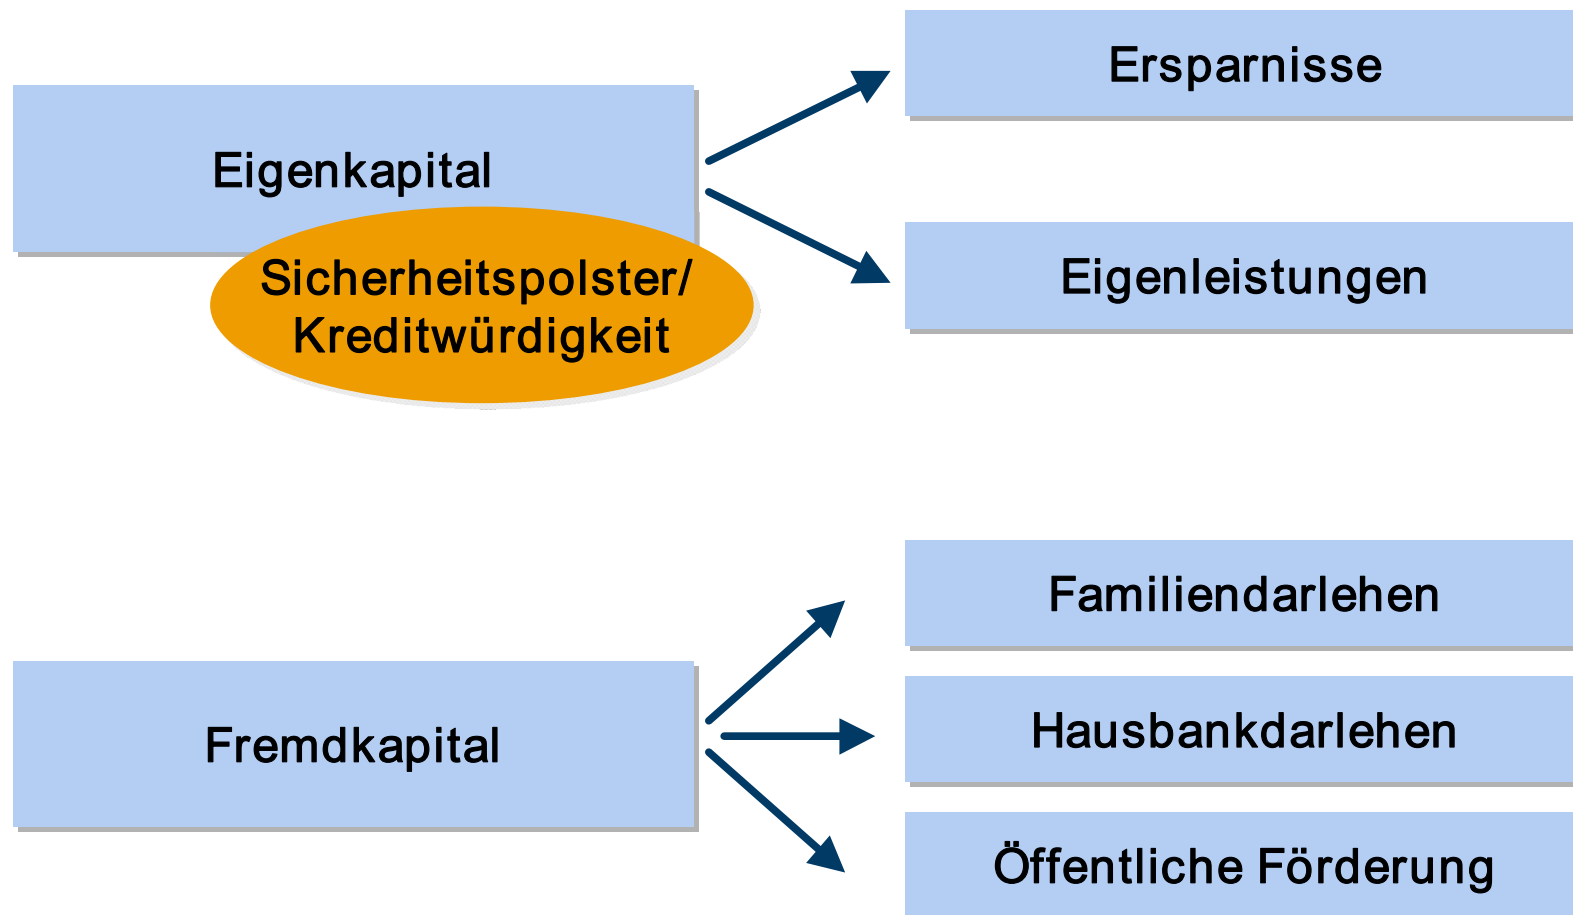 Eigenkapital
Sicherheitspolster/
Kreditwürdigkeit
Ersparnisse
Eigenleistungen
Fremdkapital
Familiendarlehen
Hausbankdarlehen
Öffentliche Förderung